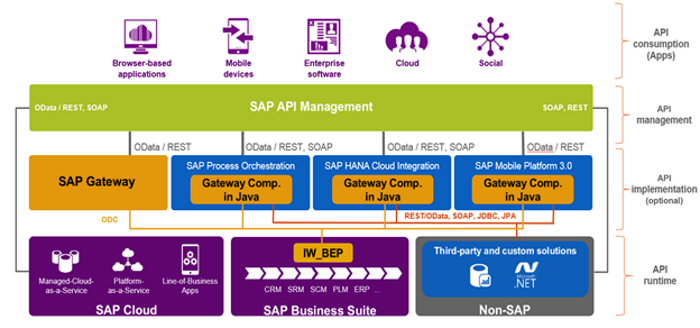 Browser-based
applications
Mobile
devices
Enterprise
software
Cloud
Social
API
consumption
(Apps)
OData / REST, SOAP
SAP API Management
SOAP, REST
API
management
OData / REST
OData / REST, SOAP
OData / REST, SOAP
OData / REST
SAP Gateway
SAP Process Orchestration
Gateway Comp.
in Java
SAP HANA Cloud Integration
Gateway Comp.
in Java
SAP Mobile Platform 3.0
Gateway Comp.
in Java
API
implementation
(optional)
ODC
REST/OData, SOAP, JDBC, JPA
Managed-Cloud-
as-a-Service
Platform-
as-a-Service
Line-of-Business
Apps
SAP Cloud
IW_BEP
CRM SRM SCM PLM ERP ...
SAP Business Suite
Third-party and custom solutions
Microsoft
.NET
Non-SAP
API
runtime